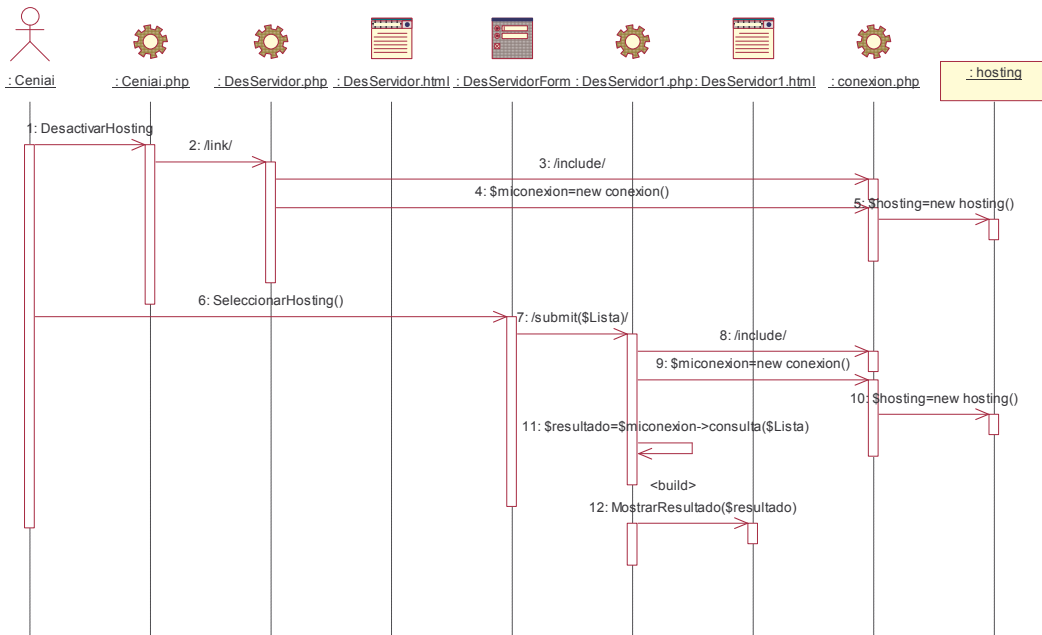 : Ceniai
: Ceniai.php
: DesServidor.php
: DesServidor.html
: DesServidorForm
: DesServidor1.php
: DesServidor1.html
: conexion.php
: hosting
1: DesactivarHosting
2: /link/
3: /include/
4: $miconexion=new conexion()
5: $hosting=new hosting()
6: SeleccionarHosting()
7: /submit($Lista)/
8: /include/
9: $miconexion=new conexion()
10: $hosting=new hosting()
11: $resultado=$miconexion->consulta($Lista)
<build>
12: MostrarResultado($resultado)